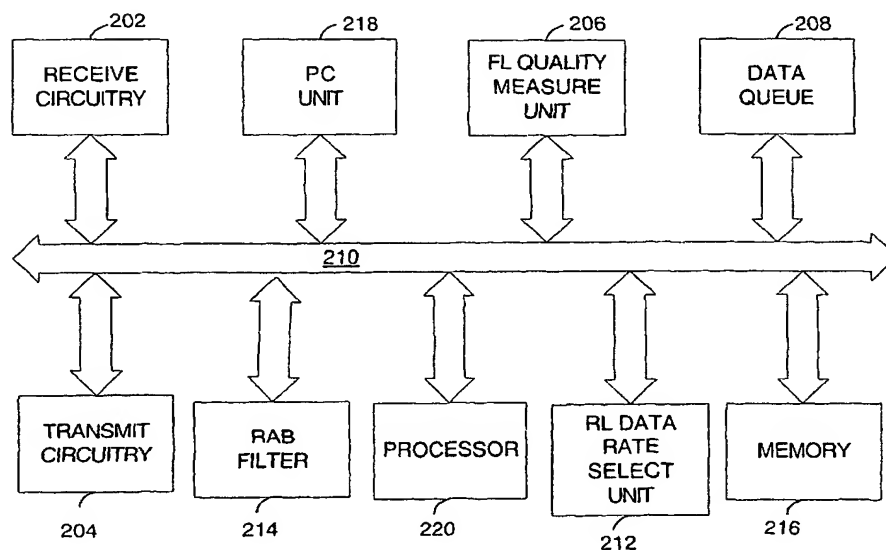 202
218
206
208
RECEIVE
CIRCUITRY
PC
UNIT
FL QUALITY
MEASURE
UNIT
DATA
QUEUE
210
TRANSMIT
CIRCUITRY
RAB
FILTER
PROCESSOR
RL DATA
RATE
SELECT
UNIT
MEMORY
204
214
220
212
216